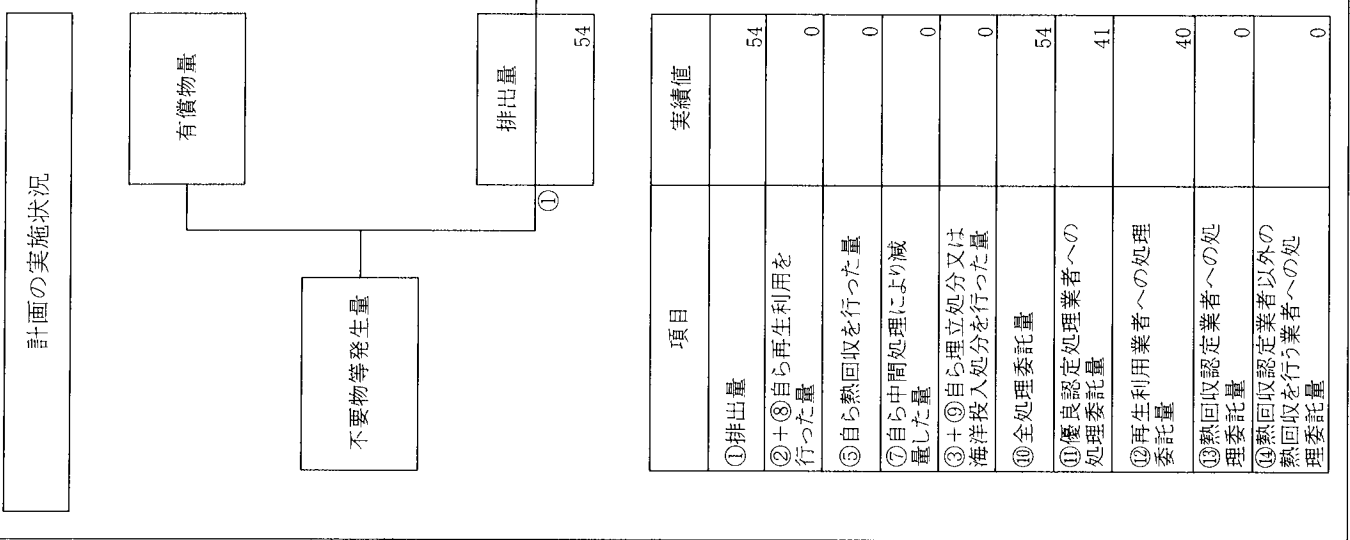 計画の実施状況
有償物量
不要物等発生量
排出量
①
54
項目
実績値
①排出量
54
②+⑧自ら再生利用を
行った量
0
⑤自ら熱回収を行った量
0
⑦自ら中間処理により減
量した量
0
③+⑨自ら埋立処分又は
海洋投入処分を行った量
0
⑩全処理委託量
54
⑪優良認定処理業者への
処理委託量
41
⑫再生利用業者への処理
委託量
40
⑬熱回収認定業者への処
理委託量
0
⑭熱回収認定業者以外の
熱回収を行う業者への処
理委託量
0